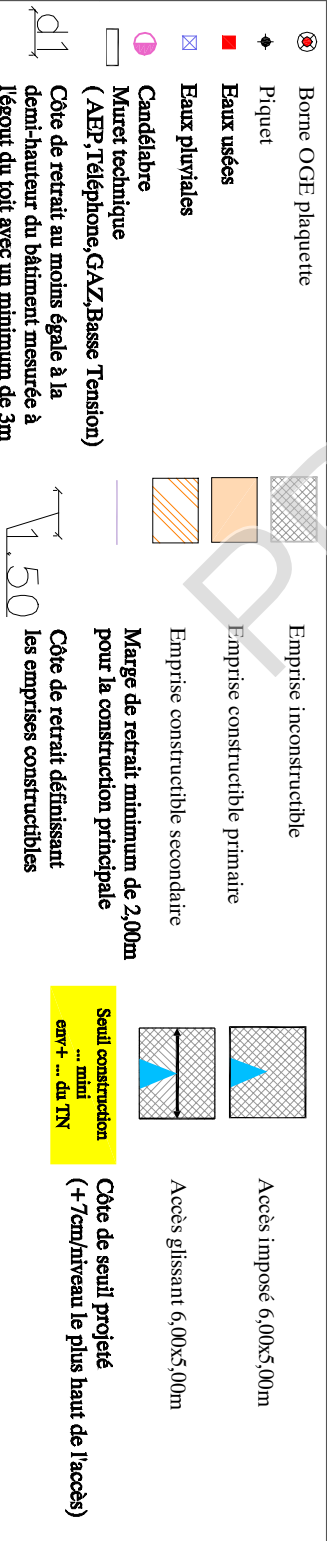 Borne OGE plaquette
Piquet
Eaux usées
Eaux pluviales
Candélabre
Muret technique
( AEP,Téléphone,GAZ,Basse Tension)
d1
Côte de retrait au moins égale à la
demi-hauteur du bâtiment mesurée à
l'égout du toit avec un minimum de 3m
Emprise inconstructible
Emprise constructible primaire
Emprise constructible secondaire
Marge de retrait minimum de 2,00m
pour la construction principale
1.50
Côte de retrait définissant
les emprises constructibles
Accès imposé 6,00x5,00m
Accès glissant 6,00x5,00m
Seuil construction
... mini
env+ ... du TN
Côte de seuil projeté
(+7cm/niveau le plus haut de l'accès)